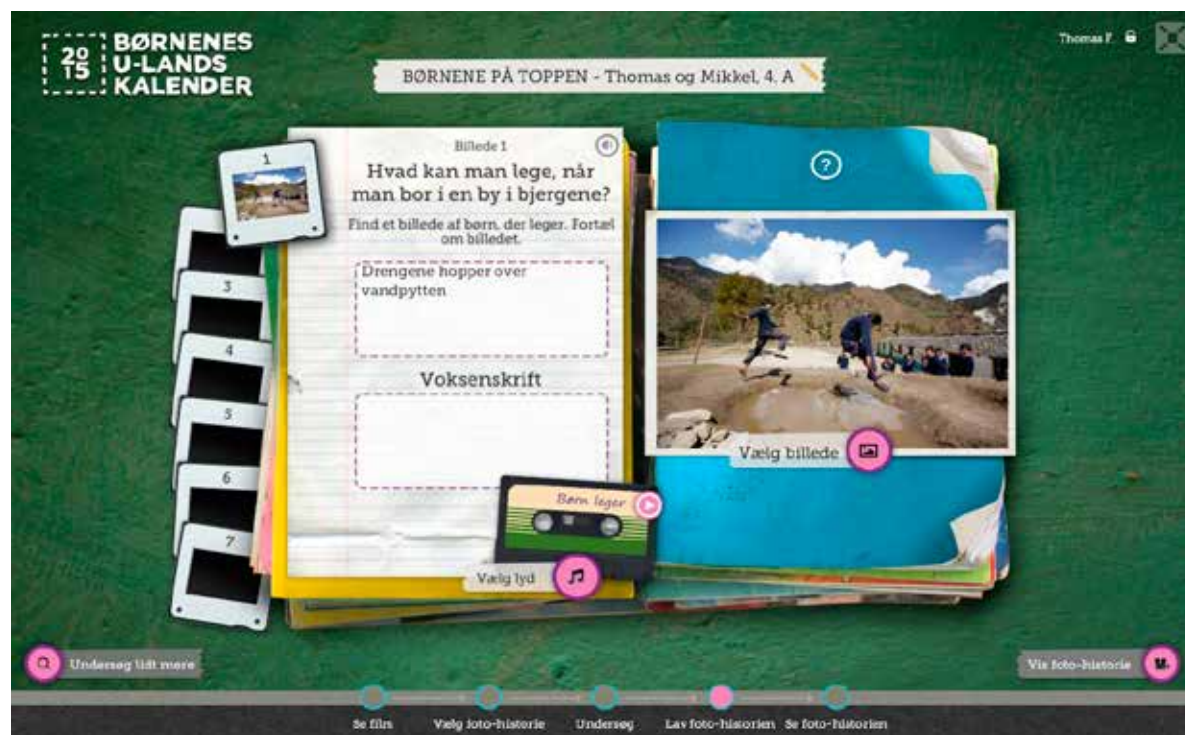 2015
BØRNENES
U-LANDS
KALENDER
Thomas F.
BØRNENE PÅ TOPPEN - Thomas og Mikkel, 4. A
1
3
4
5
6
7
Billede 1
Hvad kan man lege, når
man bor i en by i bjergene?
Find et billede af børn, der leger. Fortæl
om billedet.
Drengene hopper over
vandpytten
Voksenskrift
Børn leger
Vælg lyd
?
Vælg billede
Undersøg lidt mere
Vis foto-historie
Se film
Vælg foto-historie
Undersøg
Lav foto-historien
Se foto-historien